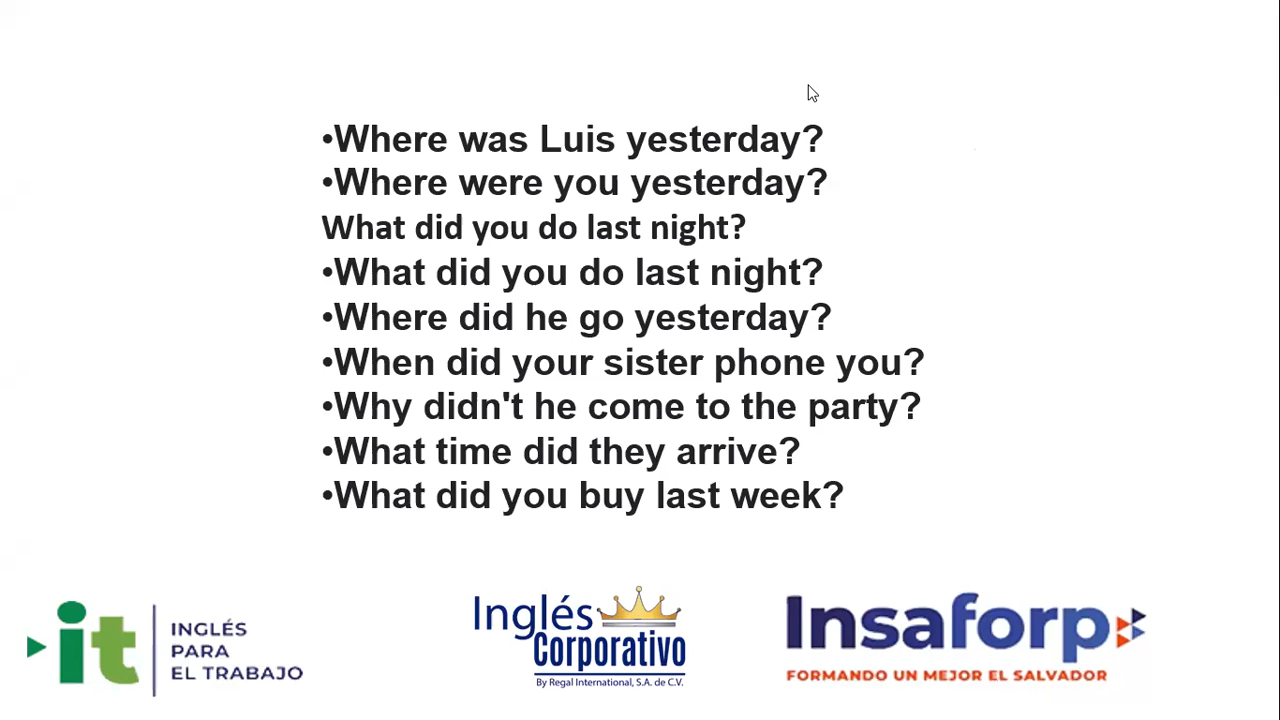 •Where was Luis yesterday?
•Where were you yesterday?
What did you do last night?
•What did you do last night?
•Where did he go yesterday?
•When did your sister phone you?
•Why didn't he come to the party?
•What time did they arrive?
•What did you buy last week?
it
INGLÉS
PARA
EL TRABAJO
Inglés
Corporativo
By Regal International, S.A. de C.V.
Insaforp
FORMANDO UN MEJOR EL SALVADOR